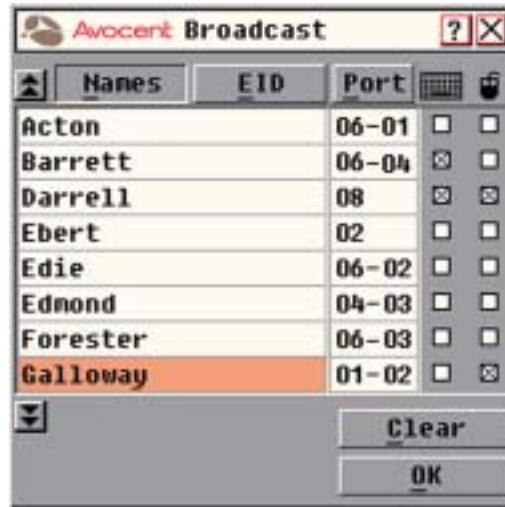 Avocent Broadcast ? X
Names EID Port
Acton 06-01
Barrett 06-04
Darrell 08
Ebert 02
Edie 06-02
Edmond 04-03
Forester 06-03
Galloway 01-02
Clear
OK